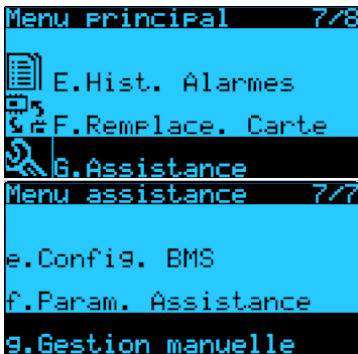 Menu principal 7/8
E.Hist. Alarmes
F.Remplace. Carte
G.Assistance
Menu assistance 7/7
e.Config. BMS
f.Param. Assistance
g.Gestion manuelle